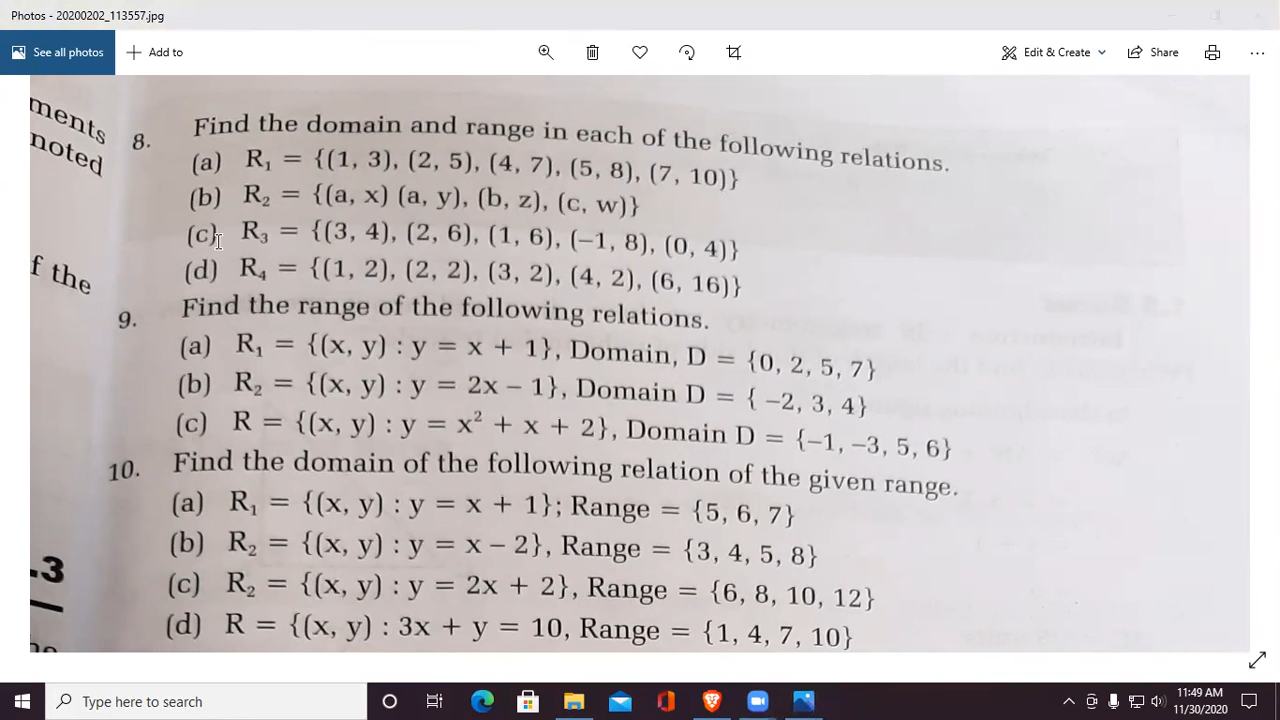 Photos - 20200202_113557.jpg
See all photos
Add to
Edit & Create
Share
ments
noted
f the
.3
8. Find the domain and range in each of the following relations.
(a) R₁ = {(1, 3), (2, 5), (4, 7), (5, 8), (7, 10)}
(b) R₂ = {(a, x) (a, y), (b, z), (c, w)}
(c) R₃ = {(3, 4), (2, 6), (1, 6), (−1, 8), (0, 4)}
(d) R₄ = {(1, 2), (2, 2), (3, 2), (4, 2), (6, 16)}
9. Find the range of the following relations.
(a) R₁ = {(x, y) : y = x + 1}, Domain, D = {0, 2, 5, 7}
(b) R₂ = {(x, y) : y = 2x − 1}, Domain D = { −2, 3, 4}
(c) R = {(x, y) : y = x² + x + 2}, Domain D = {−1, −3, 5, 6}
10. Find the domain of the following relation of the given range.
(a) R₁ = {(x, y) : y = x + 1}; Range = {5, 6, 7}
(b) R₂ = {(x, y) : y = x − 2}, Range = {3, 4, 5, 8}
(c) R₂ = {(x, y) : y = 2x + 2}, Range = {6, 8, 10, 12}
(d) R = {(x, y) : 3x + y = 10, Range = {1, 4, 7, 10}
Type here to search
11:49 AM
11/30/2020